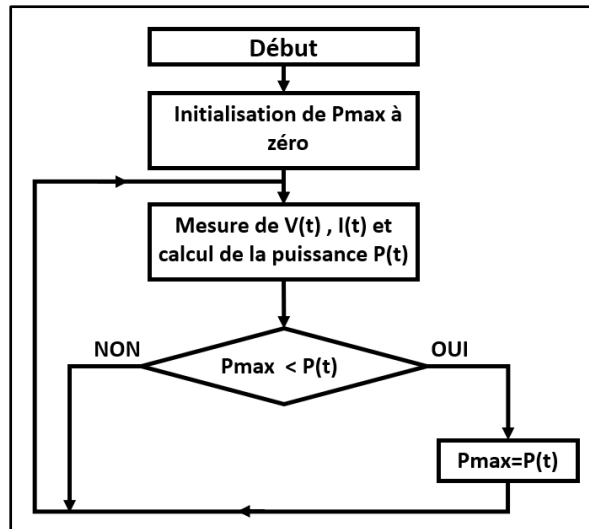 Début
Initialisation de Pmax à
zéro
Mesure de V(t) , I(t) et
calcul de la puissance P(t)
NON
Pmax < P(t)
OUI
Pmax=P(t)